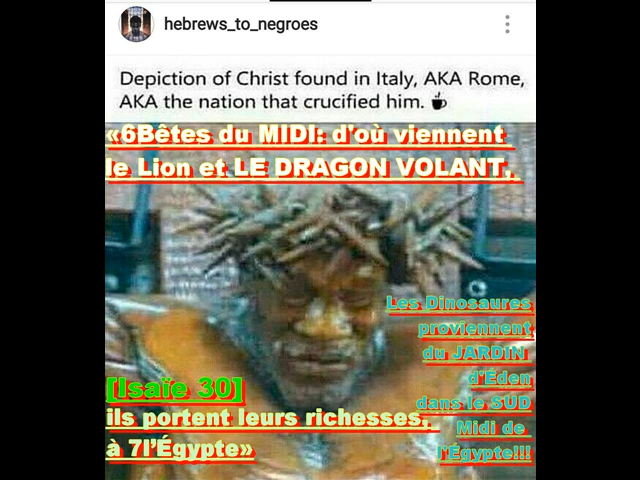 hebrews_to_negroes
Depiction of Christ found in Italy, AKA Rome,
AKA the nation that crucified him.
«6Bêtes du MIDI: d'où viennent
le Lion et LE DRAGON VOLANT,
Les Dinosaures
proviennent
du JARDIN
d'Éden
dans le SUD
Midi de
l'Égypte!!!
[Isaïe 30]
ils portent leurs richesses,
à 7l'Égypte»